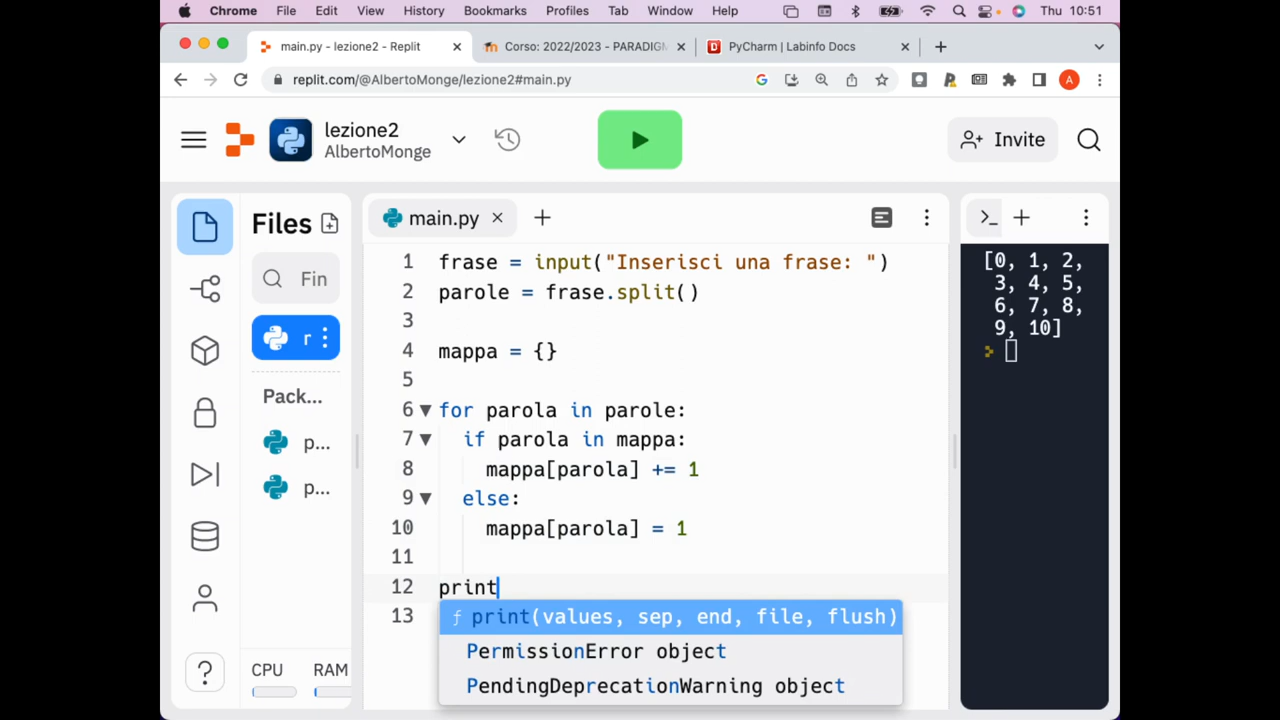 Chrome File Edit View History Bookmarks Profiles Tab Window Help Thu 10:51
main.py - lezione2 - Replit Corso: 2022/2023 - PARADIGM PyCharm | Labinfo Docs
replit.com/@AlbertoMonge/lezione2#main.py A
lezione2
AlbertoMonge
Invite
Files
main.py
Fin
r
Pack...
p...
p...
CPU RAM
1 frase = input("Inserisci una frase: ")
2 parole = frase.split()
3
4 mappa = {}
5
6 for parola in parole:
7 if parola in mappa:
8 mappa[parola] += 1
9 else:
10 mappa[parola] = 1
11
12 print
13
ƒ print(values, sep, end, file, flush)
PermissionError object
PendingDeprecationWarning object
[0, 1, 2,
3, 4, 5,
6, 7, 8,
9, 10]